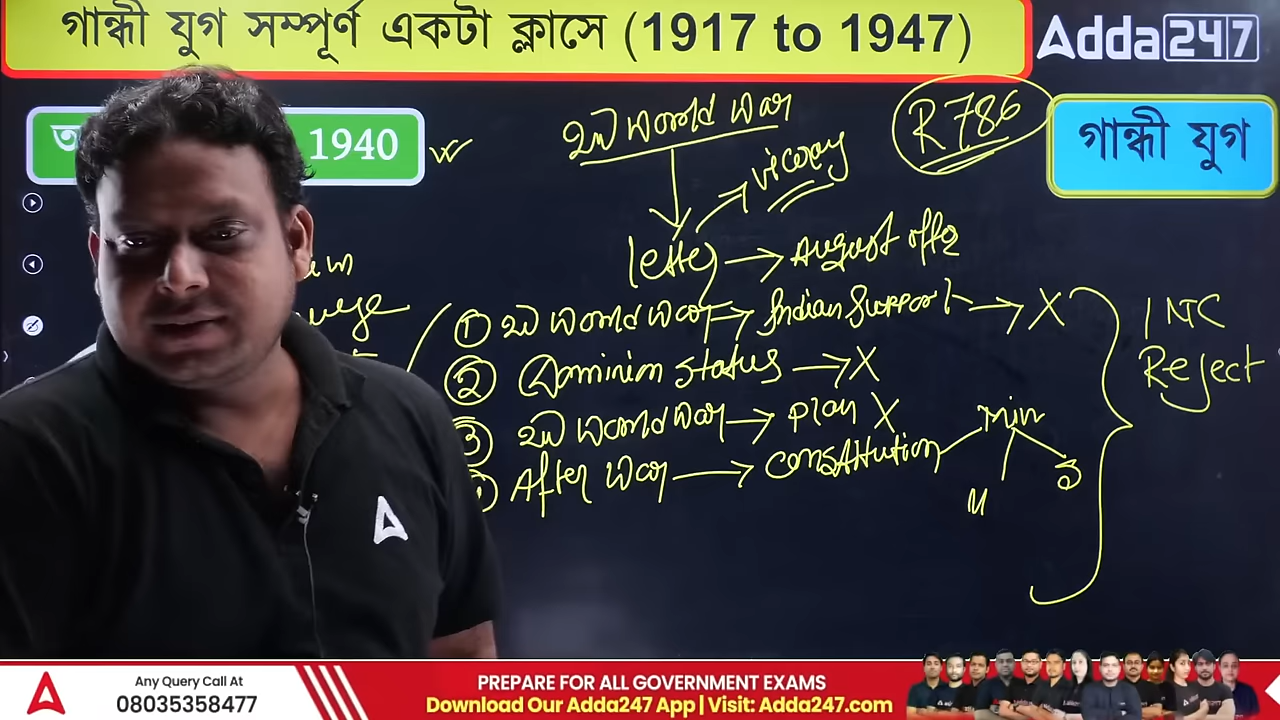 গান্ধী যুগ সম্পূর্ণ একটা ক্লাসে (1917 to 1947)
Adda247
1940
2nd World War
R 786
গান্ধী যুগ
letter → August offer
① 2nd World War → Indian Support → X
INC
Reject
② Dominion status → X
③ 2nd World War → Plan X
After War → constitution
Min
M
S
Any Query Call At
08035358477
PREPARE FOR ALL GOVERNMENT EXAMS
Download Our Adda247 App | Visit: Adda247.com